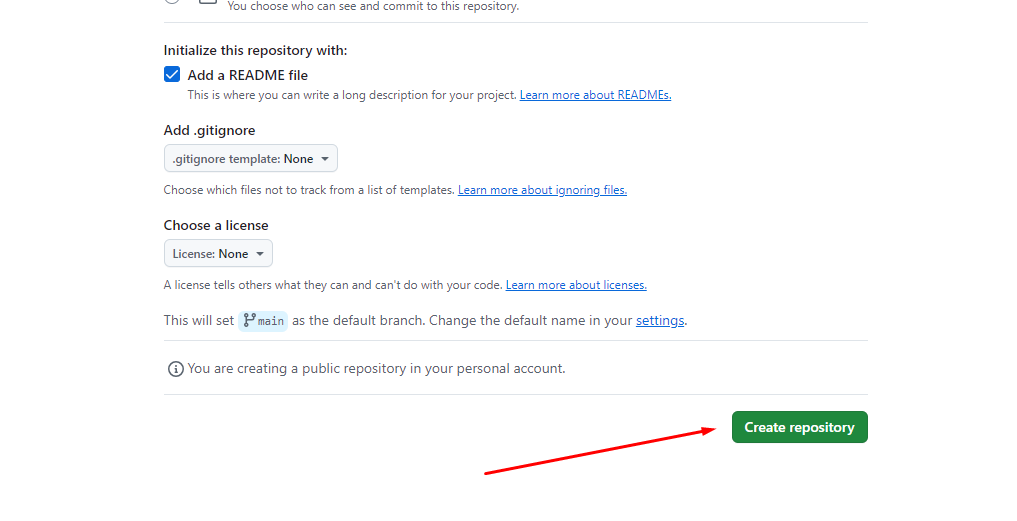 You choose who can see and commit to this repository.
Initialize this repository with:
Add a README file
This is where you can write a long description for your project. Learn more about READMEs.
Add .gitignore
.gitignore template: None
Choose which files not to track from a list of templates. Learn more about ignoring files.
Choose a license
License: None
A license tells others what they can and can't do with your code. Learn more about licenses.
This will set main as the default branch. Change the default name in your settings.
You are creating a public repository in your personal account.
Create repository